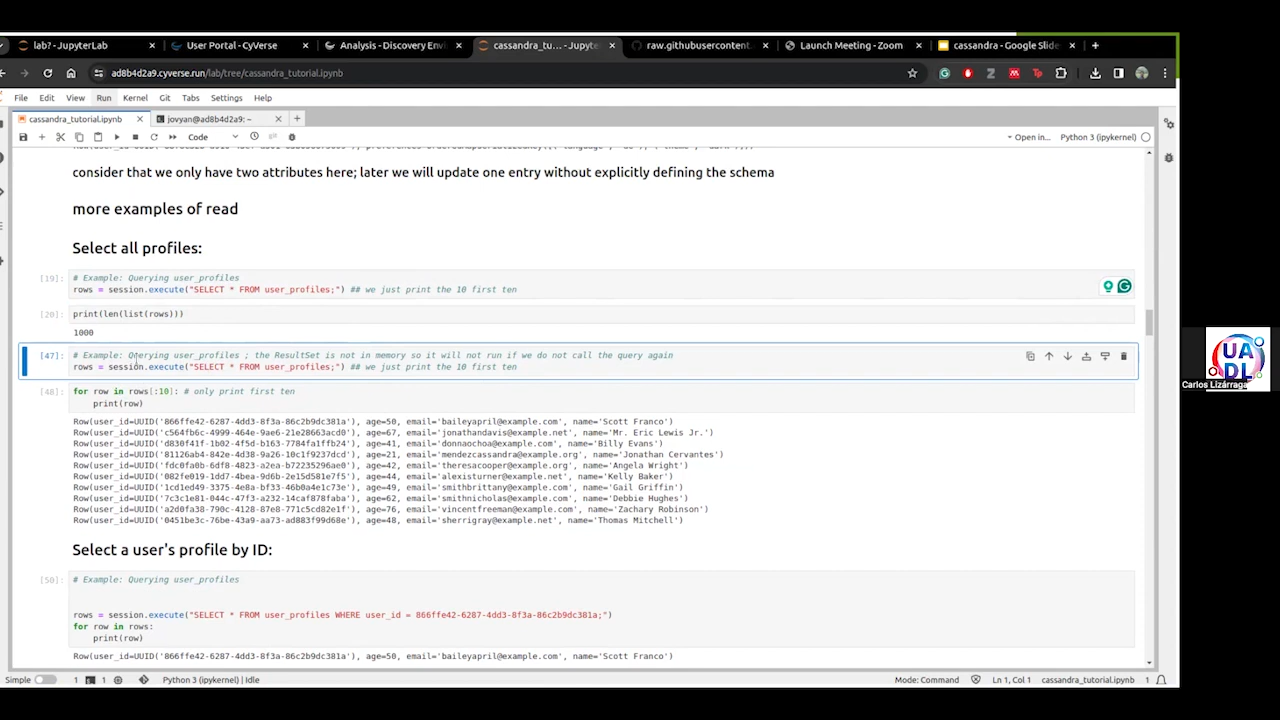 lab? - JupyterLab
User Portal - CyVerse
Analysis - Discovery Envi
cassandra_tu... - Jupyte
raw.githubusercontent.
Launch Meeting - Zoom
cassandra - Google Slide
ad8b4d2a9.cyverse.run/lab/tree/cassandra_tutorial.ipynb
File Edit View Run Kernel Git Tabs Settings Help
cassandra_tutorial.ipynb
jovyan@ad8b4d2a9: ~
Code
Open in...
Python 3 (ipykernel)
consider that we only have two attributes here; later we will update one entry without explicitly defining the schema
more examples of read
Select all profiles:
[19]: # Example: Querying user_profiles
rows = session.execute("SELECT * FROM user_profiles;") ## we just print the 10 first ten
[20]: print(len(list(rows)))
1000
[47]: # Example: Querying user_profiles ; the ResultSet is not in memory so it will not run if we do not call the query again
rows = session.execute("SELECT * FROM user_profiles;") ## we just print the 10 first ten
[48]: for row in rows[:10]: # only print first ten
print(row)
Row(user_id=UUID('866ffe42-6287-4dd3-8f3a-86c2b9dc381a'), age=50, email='baileyapril@example.com', name='Scott Franco')
Row(user_id=UUID('c564fb6c-4999-464e-9ae6-21e28663acd0'), age=67, email='jonathandavis@example.net', name='Mr. Eric Lewis Jr.')
Row(user_id=UUID('d830f41f-1b02-4f5d-b163-7784fa1ffb24'), age=41, email='donnaochoa@example.com', name='Billy Evans')
Row(user_id=UUID('81126ab4-842e-4d38-9a26-10c1f9237dcd'), age=21, email='mendezcassandra@example.org', name='Jonathan Cervantes')
Row(user_id=UUID('fdc0fa0b-6df8-4823-a2ea-b72235296ae0'), age=42, email='theresacooper@example.org', name='Angela Wright')
Row(user_id=UUID('082fe019-1dd7-4bea-9d6b-2e15d581e7f5'), age=44, email='alexisturner@example.net', name='Kelly Baker')
Row(user_id=UUID('1cd1ed49-3375-4e8a-bf33-46b0a4e1c73e'), age=49, email='smithbrittany@example.com', name='Gail Griffin')
Row(user_id=UUID('7c3c1e81-044c-47f3-a232-14caf878faba'), age=62, email='smithnicholas@example.com', name='Debbie Hughes')
Row(user_id=UUID('a2d0fa38-790c-4128-87e8-771c5cd82e1f'), age=76, email='vincentfreeman@example.com', name='Zachary Robinson')
Row(user_id=UUID('0451be3c-76be-43a9-aa73-ad883f99d68e'), age=48, email='sherrigray@example.net', name='Thomas Mitchell')
Select a user's profile by ID:
[50]: # Example: Querying user_profiles
rows = session.execute("SELECT * FROM user_profiles WHERE user_id = 866ffe42-6287-4dd3-8f3a-86c2b9dc381a;")
for row in rows:
print(row)
Row(user_id=UUID('866ffe42-6287-4dd3-8f3a-86c2b9dc381a'), age=50, email='baileyapril@example.com', name='Scott Franco')
Simple 1 1 Python 3 (ipykernel) | Idle
Mode: Command Ln 1, Col 1 cassandra_tutorial.ipynb 1
UA
DL
Carlos Lizárraga